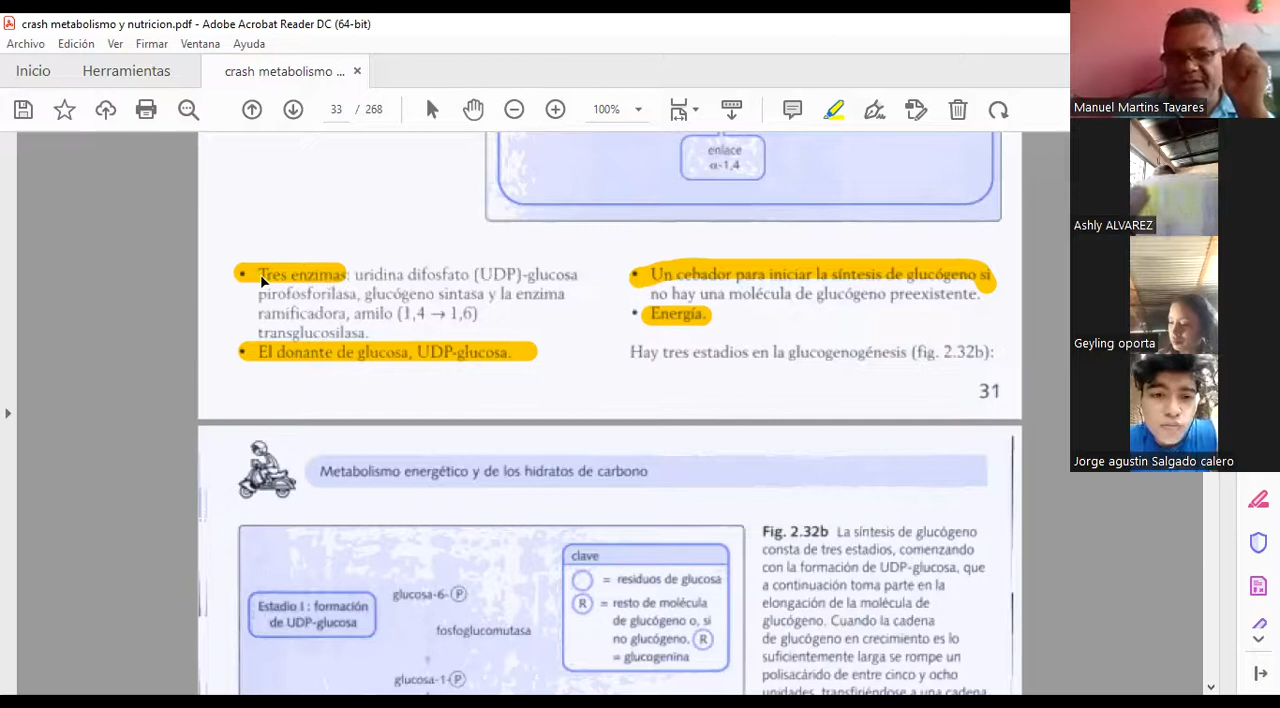 crash metabolismo y nutricion.pdf - Adobe Acrobat Reader DC (64-bit)
Archivo Edición Ver Firmar Ventana Ayuda
Inicio Herramientas crash metabolismo ... ×
33 / 268 100%
enlace
α-1,4
• Tres enzimas: uridina difosfato (UDP)-glucosa
pirofosforilasa, glucógeno sintasa y la enzima
ramificadora, amilo (1,4 → 1,6)
transglucosilasa.
• El donante de glucosa, UDP-glucosa.
• Un cebador para iniciar la síntesis de glucógeno si
no hay una molécula de glucógeno preexistente.
• Energía.
Hay tres estadios en la glucogenogénesis (fig. 2.32b):
31
Metabolismo energético y de los hidratos de carbono
Estadio I : formación
de UDP-glucosa
glucosa-6-P
fosfoglucomutasa
glucosa-1-P
clave
= residuos de glucosa
R = resto de molécula
de glucógeno o, si
no glucógeno, R
= glucogenina
Fig. 2.32b La síntesis de glucógeno
consta de tres estadios, comenzando
con la formación de UDP-glucosa, que
a continuación toma parte en la
elongación de la molécula de
glucógeno. Cuando la cadena
de glucógeno en crecimiento es lo
suficientemente larga se rompe un
polisacárido de entre cinco y ocho
unidades, transfiriéndose a una cadena
Manuel Martins Tavares
Ashly ALVAREZ
Geyling oporta
Jorge agustin Salgado calero